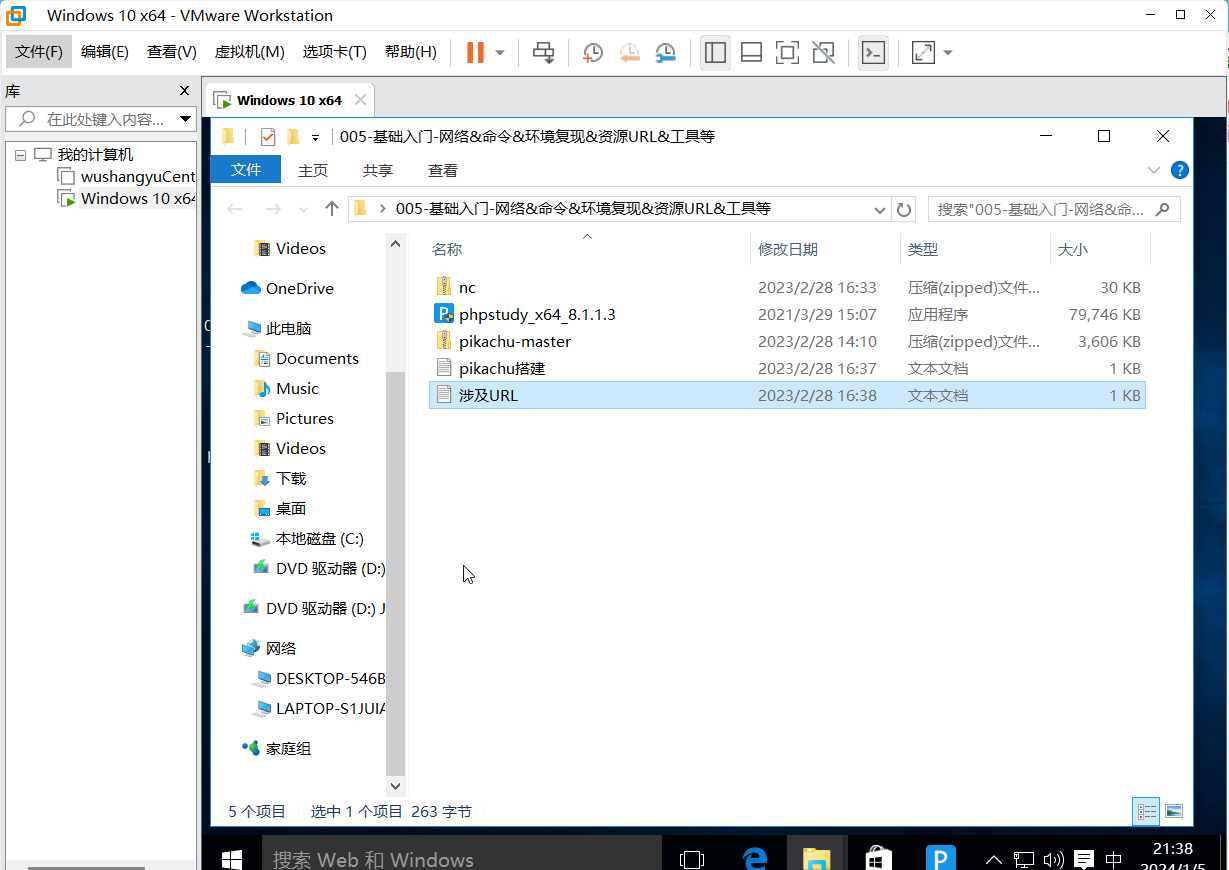 Windows 10 x64 - VMware Workstation
文件(F) 编辑(E) 查看(V) 虚拟机(M) 选项卡(T) 帮助(H)
库
在此处键入内容...
我的计算机
wushangyuCent
Windows 10 x64
Windows 10 x64
005-基础入门-网络&命令&环境复现&资源URL&工具等
文件 主页 共享 查看
005-基础入门-网络&命令&环境复现&资源URL&工具等
搜索"005-基础入门-网络&命...
Videos
OneDrive
此电脑
Documents
Music
Pictures
Videos
下载
桌面
本地磁盘 (C:)
DVD 驱动器 (D:)
DVD 驱动器 (D:) J
网络
DESKTOP-546B
LAPTOP-S1JUIA
家庭组
名称 修改日期 类型 大小
nc 2023/2/28 16:33 压缩(zipped)文件... 30 KB
phpstudy_x64_8.1.1.3 2021/3/29 15:07 应用程序 79,746 KB
pikachu-master 2023/2/28 14:10 压缩(zipped)文件... 3,606 KB
pikachu搭建 2023/2/28 16:37 文本文档 1 KB
涉及URL 2023/2/28 16:38 文本文档 1 KB
5 个项目 选中 1 个项目 263 字节
搜索 Web 和 Windows
中
21:38
2024/1/5